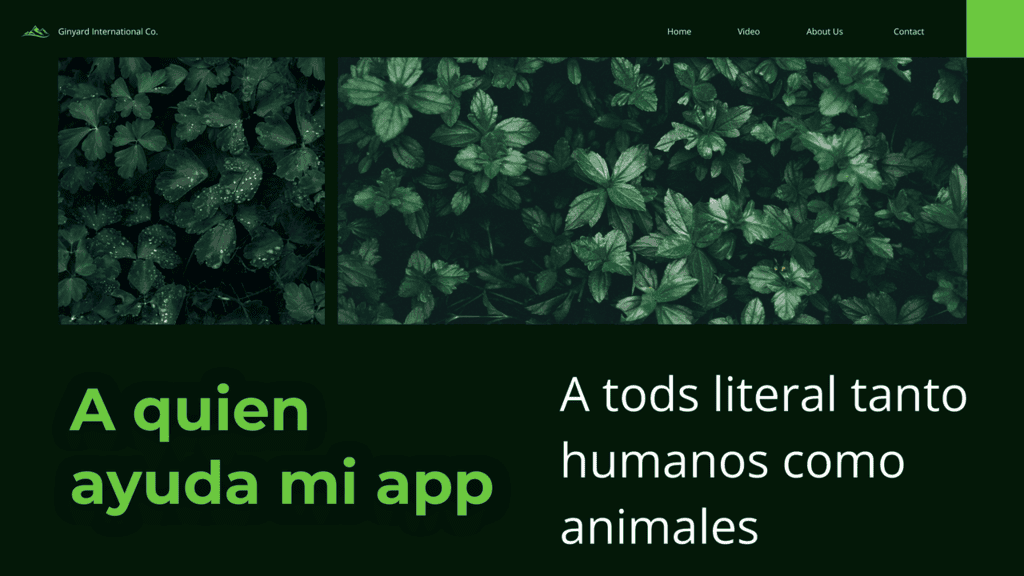 Ginyard International Co.
Home
Video
About Us
Contact
A quien
ayuda mi app
A tods literal tanto
humanos como
animales